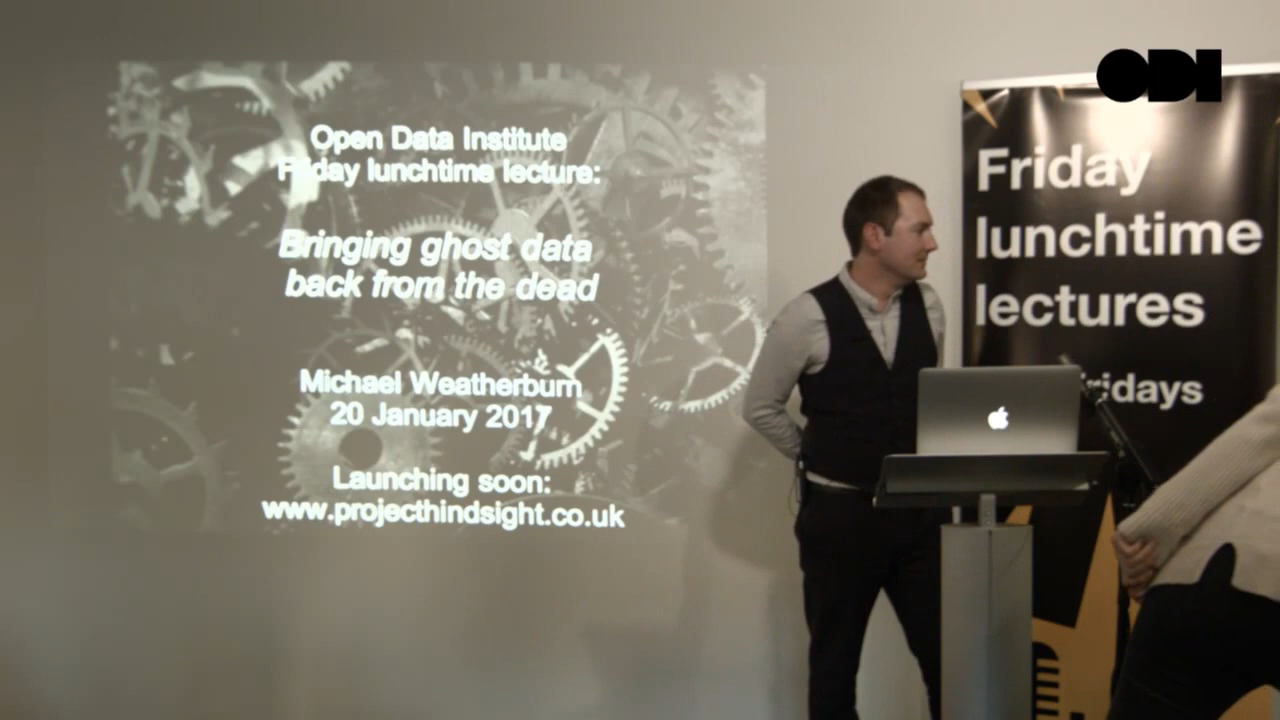 Open Data Institute
Friday lunchtime lecture:
Bringing ghost data
back from the dead
Michael Weatherburn
20 January 2017
Launching soon:
www.projecthindsight.co.uk
ODI
Friday
lunchtime
lectures
ridays